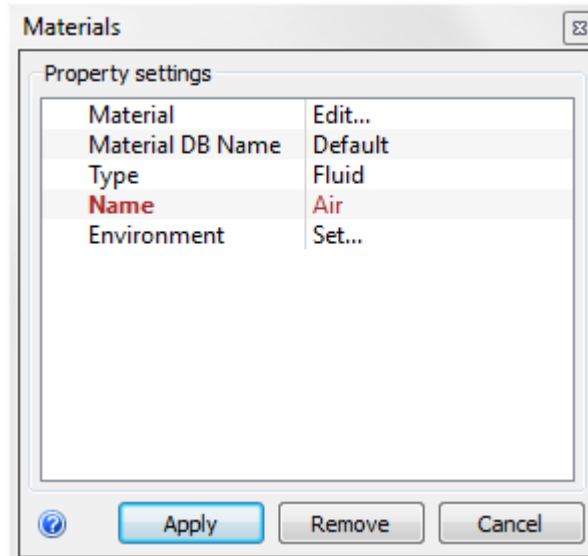 Materials
Property settings
Material Edit...
Material DB Name Default
Type Fluid
Name Air
Environment Set...
Apply Remove Cancel